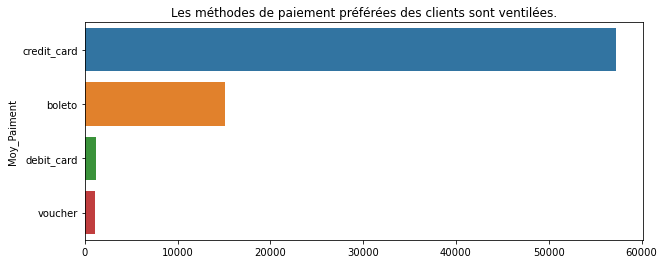 Les méthodes de paiement préférées des clients sont ventilées.
credit_card
boleto
debit_card
voucher
Moy_Paiment
0 10000 20000 30000 40000 50000 60000